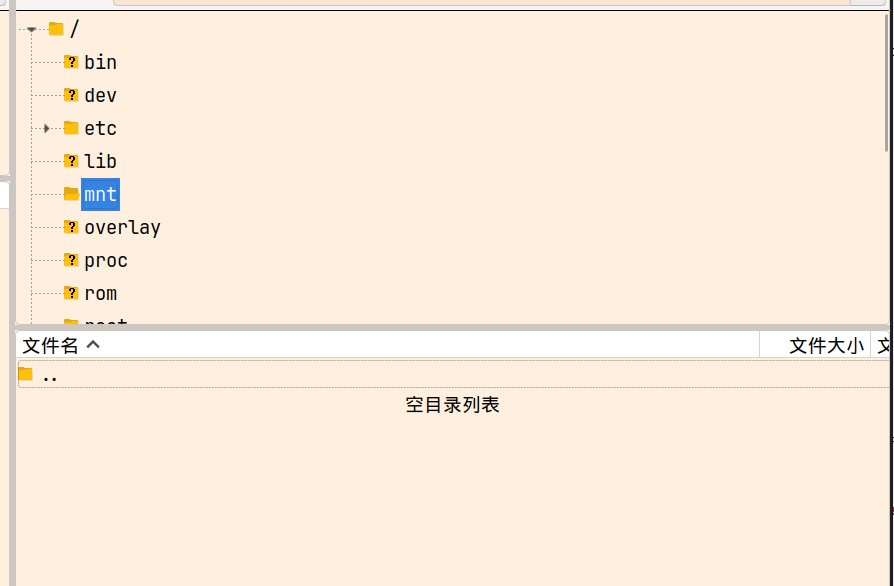 /
bin
dev
etc
lib
mnt
overlay
proc
rom
文件名 文件大小
..
空目录列表